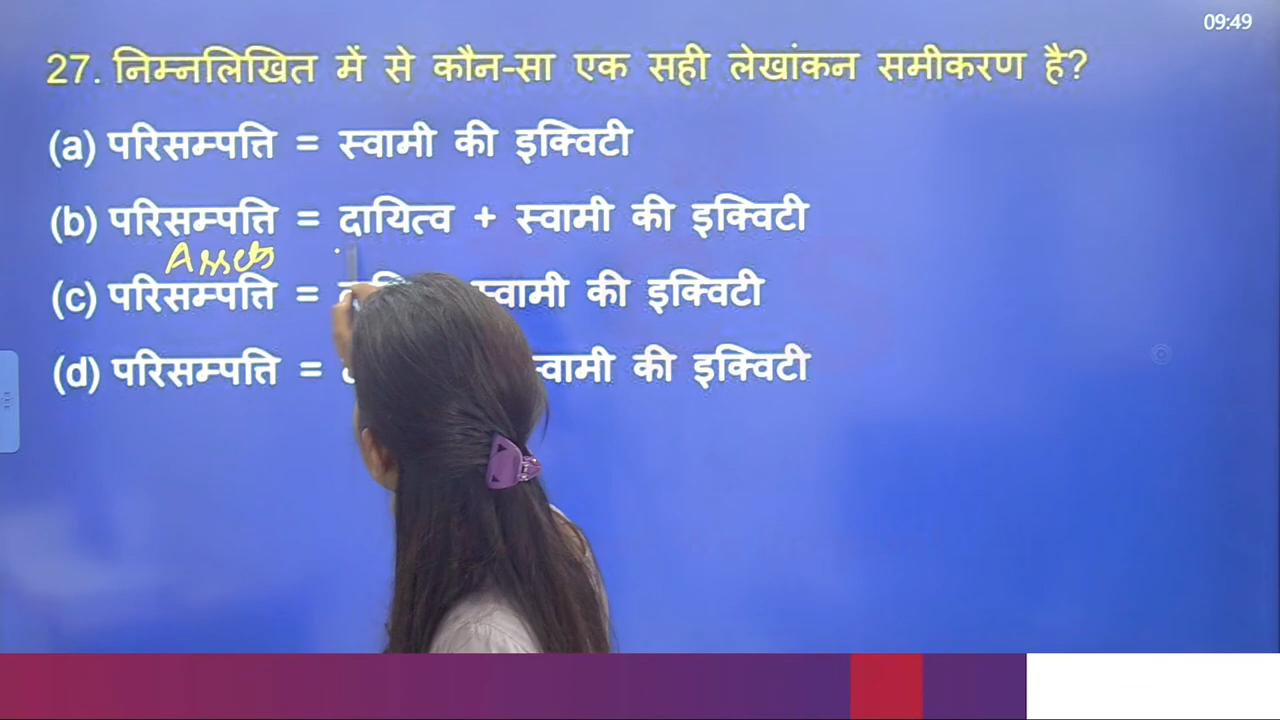 09:49
27. निम्नलिखित में से कौन-सा एक सही लेखांकन समीकरण है?
(a) परिसम्पत्ति = स्वामी की इक्विटी
(b) परिसम्पत्ति = दायित्व + स्वामी की इक्विटी
Assets
(c) परिसम्पत्ति = स्वामी की इक्विटी
(d) परिसम्पत्ति = की इक्विटी